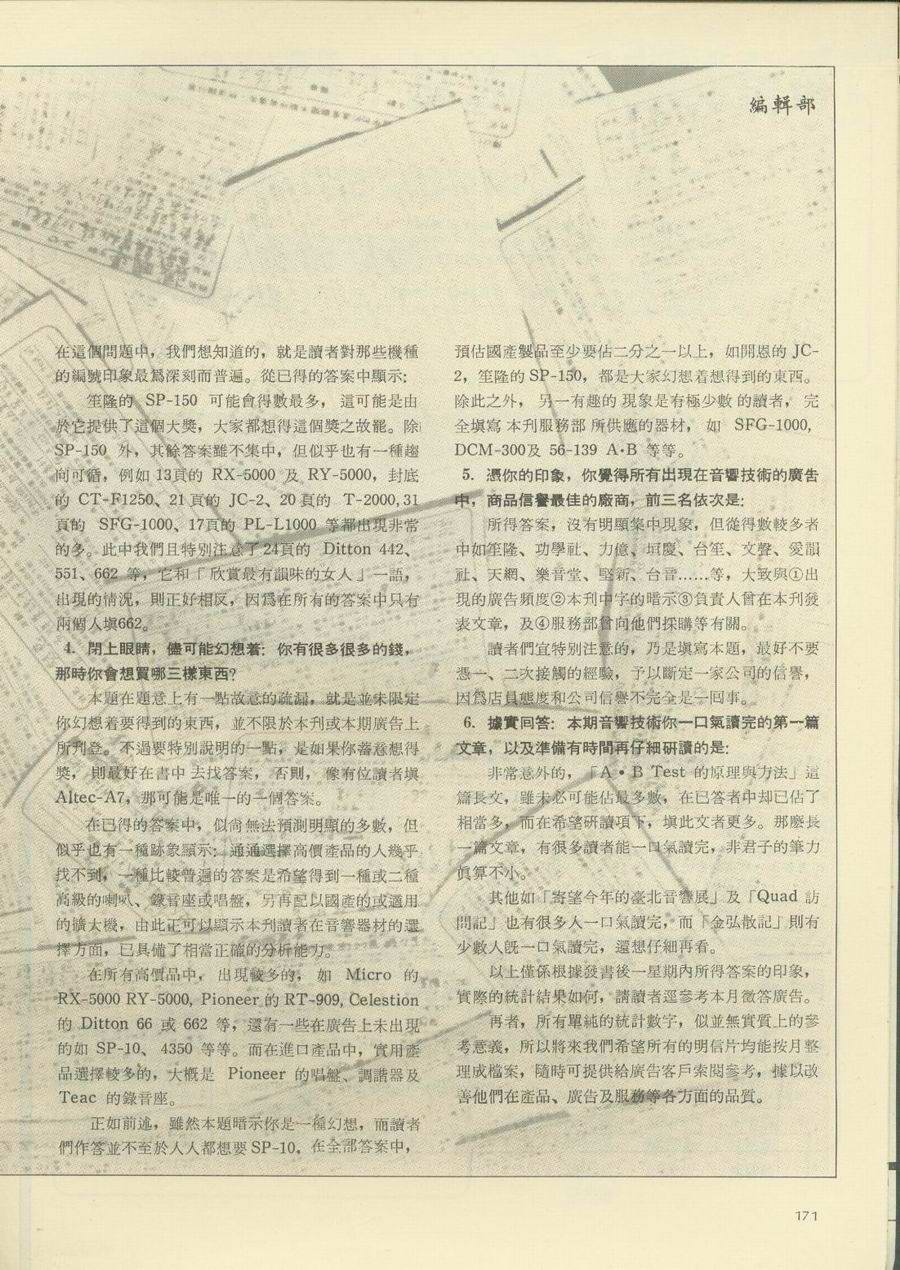 編輯部
在這個問題中，我們想知道的，就是讀者對那些機種
的編號印象最爲深刻而普遍。從已得的答案中顯示:
笙隆的 SP-150 可能會得數最多，這可能是由
於它提供了這個大獎，大家都想得這個獎之故罷。除
SP-150 外，其餘答案雖不集中，但似乎也有一種趨
向可循，例如 13頁的 RX-5000 及 RY-5000，封底
的 CT-F1250、21頁的 JC-2、20頁的 T-2000,31
頁的 SFG-1000、17頁的 PL-L1000 等都出現非常
的多。此中我們且特別注意了24頁的 Ditton 442、
551、662 等，它和「欣賞最有韻味的女人」一語，
出現的情況，則正好相反，因爲在所有的答案中只有
兩個人塡662。
4. 閉上眼睛，儘可能幻想着: 你有很多很多的錢，
那時你會想買哪三樣東西?
本題在題意上有一點故意的疏漏，就是並未限定
你幻想着要得到的東西，並不限於本刊或本期廣告上
所刋登。不過要特別說明的一點，是如果你蓄意想得
獎，則最好在書中去找答案，否則，像有位讀者塡
Altec-A7，那可能是唯一的一個答案。
在已得的答案中，似尙無法預測明顯的多數，但
似乎也有一種跡象顯示: 通通選擇高價產品的人幾乎
找不到，一種比較普遍的答案是希望得到一種或二種
高級的喇叭、錄音座或唱盤，另再配以國產的或適用
的擴大機，由此正可以顯示本刊讀者在音響器材的選
擇方面，已具備了相當正確的分析能力。
在所有高價品中，出現較多的，如 Micro 的
RX-5000 RY-5000, Pioneer 的 RT-909, Celestion
的 Ditton 66 或 662 等，還有一些在廣告上未出現
的如 SP-10、 4350 等等。而在進口產品中，實用產
品選擇較多的，大概是 Pioneer 的唱盤、調諧器及
Teac 的錄音座。
正如前述，雖然本題暗示你是一種幻想，而讀者
們作答並不至於人人都想要 SP-10。在全部答案中，
預估國產製品至少要佔二分之一以上，如開恩的 JC-
2，笙隆的 SP-150，都是大家幻想着想得到的東西。
除此之外，另一有趣的現象是有極少數的讀者，完
全塡寫本刊服務部所供應的器材，如 SFG-1000,
DCM-300及 56-139 A•B 等等。
5. 憑你的印象，你覺得所有出現在音響技術的廣告
中，商品信譽最佳的廠商，前三名依次是:
所得答案，沒有明顯集中現象，但從得數較多者
中如笙隆、功學社、力億、垣慶、台笙、文聲、愛韻
社、天網、樂音堂、堅新、台音……等，大致與①出
現的廣告頻度②本刊中字的暗示③負責人曾在本刊發
表文章，及④服務部曾向他們採購等有關。
讀者們宜特別注意的，乃是塡寫本題，最好不要
憑一、二次接觸的經驗，予以斷定一家公司的信譽，
因爲店員態度和公司信譽不完全是一回事。
6. 據實回答: 本期音響技術你一口氣讀完的第一篇
文章，以及準備有時間再仔細硏讀的是:
非常意外的，「A•B Test 的原理與方法」這
篇長文，雖未必可能佔最多數，在已答者中却已佔了
相當多，而在希望硏讀項下，塡此文者更多。那麼長
一篇文章，有很多讀者能一口氣讀完，非君子的筆力
眞算不小。
其他如「寄望今年的臺北音響展」及「Quad 訪
問記」也有很多人一口氣讀完，而「金弘散記」則有
少數人旣一口氣讀完，還想仔細再看。
以上僅係根據發書後一星期內所得答案的印象，
實際的統計結果如何，請讀者逕參考本月徵答廣告。
再者，所有單純的統計數字，似並無實質上的參
考意義，所以將來我們希望所有的明信片均能按月整
理成檔案，隨時可提供給廣告客戶索閱參考，據以改
善他們在產品、廣告及服務等各方面的品質。
171